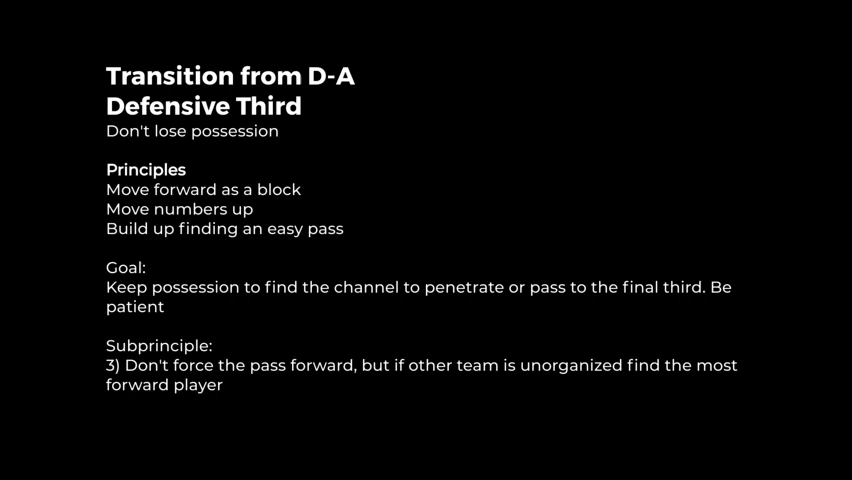 Transition from D-A
Defensive Third
Don't lose possession
Principles
Move forward as a block
Move numbers up
Build up finding an easy pass
Goal:
Keep possession to find the channel to penetrate or pass to the final third. Be
patient
Subprinciple:
3) Don't force the pass forward, but if other team is unorganized find the most
forward player